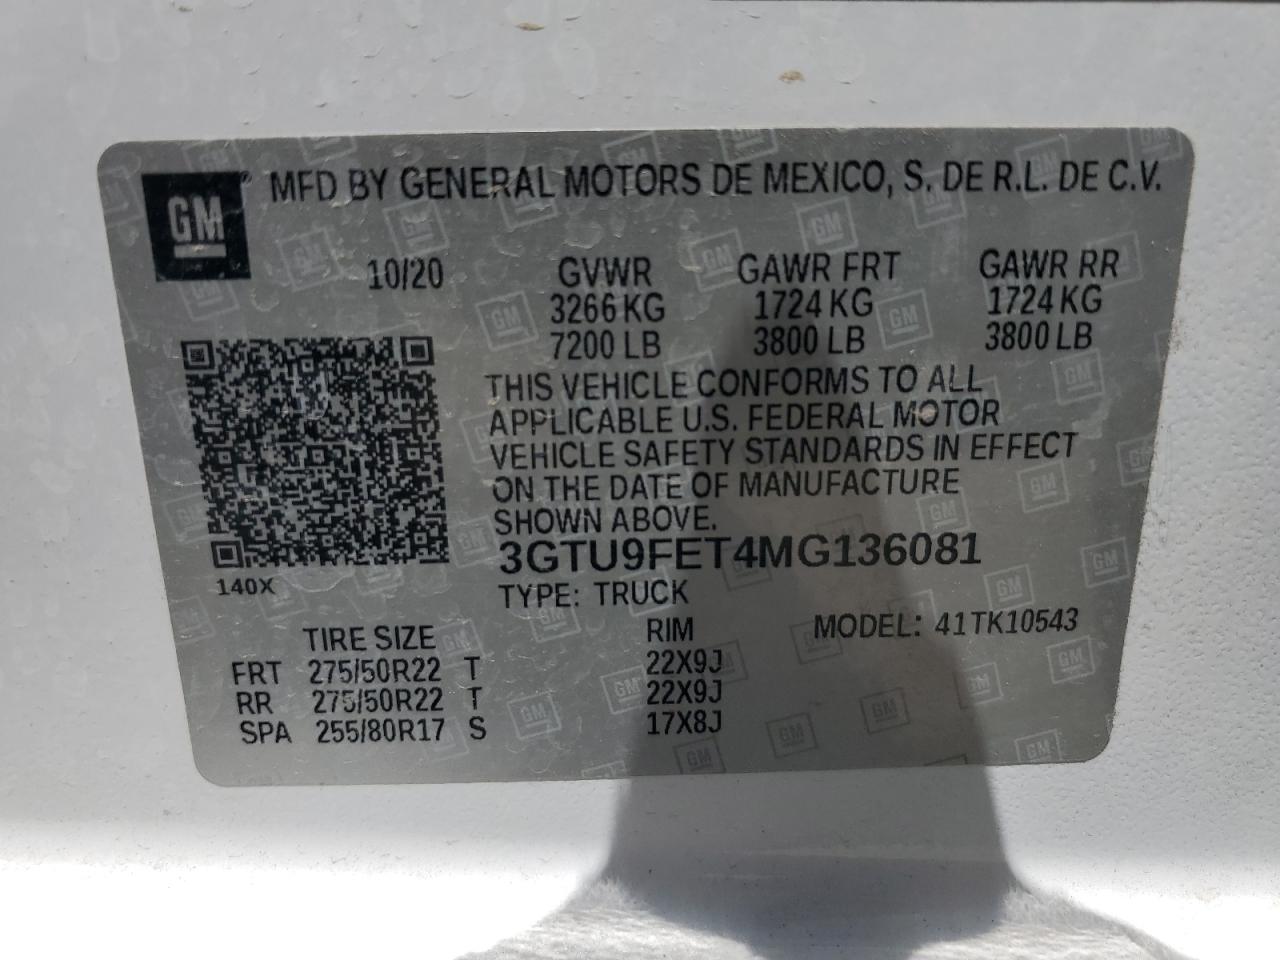 GM® MFD BY GENERAL MOTORS DE MEXICO, S. DE R.L. DE C.V.
10/20 GVWR GAWR FRT GAWR RR
3266 KG 1724 KG 1724 KG
7200 LB 3800 LB 3800 LB
THIS VEHICLE CONFORMS TO ALL
APPLICABLE U.S. FEDERAL MOTOR
VEHICLE SAFETY STANDARDS IN EFFECT
ON THE DATE OF MANUFACTURE
SHOWN ABOVE.
3GTU9FET4MG136081
140X TYPE: TRUCK
TIRE SIZE RIM MODEL: 41TK10543
FRT 275/50R22 T 22X9J
RR 275/50R22 T 22X9J
SPA 255/80R17 S 17X8J